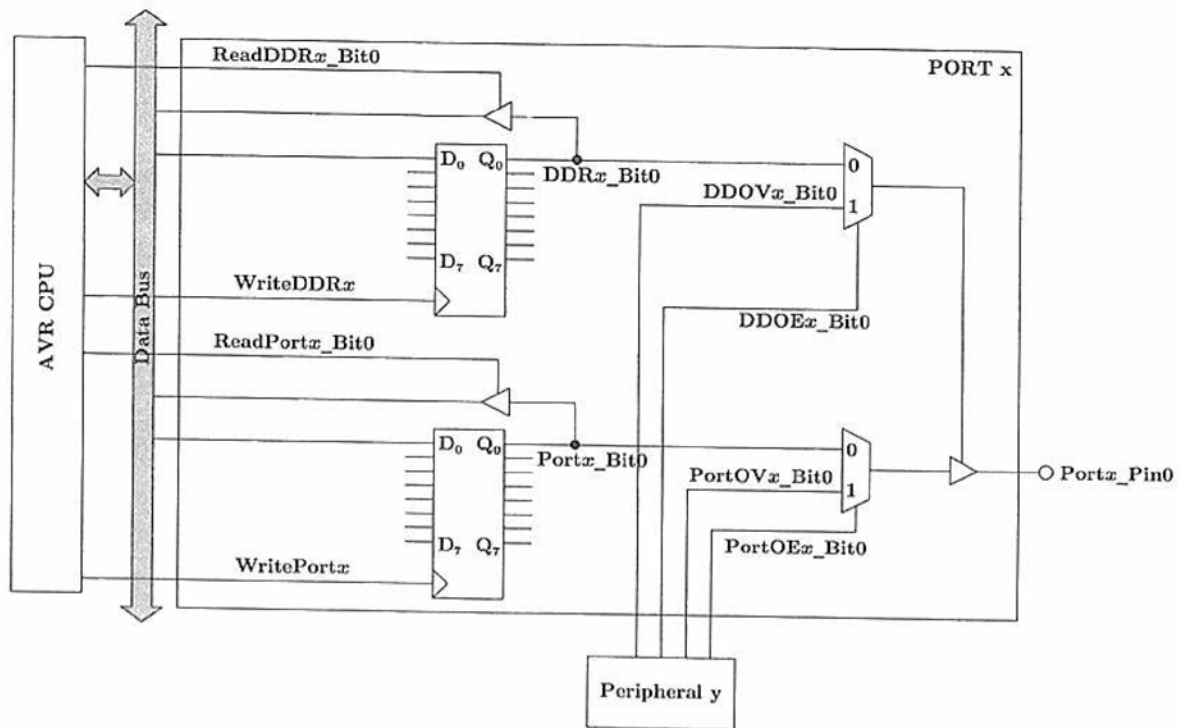 ReadDDRx_Bit0
PORT x
D0 Q0
DDRx_Bit0
0
DDOVx_Bit0
1
D7 Q7
WriteDDRx
DDOEx_Bit0
AVR CPU
Data Bus
ReadPortx_Bit0
D0 Q0
Portx_Bit0
0
PortOVx_Bit0
1
Portx_Pin0
D7 Q7
PortOEx_Bit0
WritePortx
Peripheral y